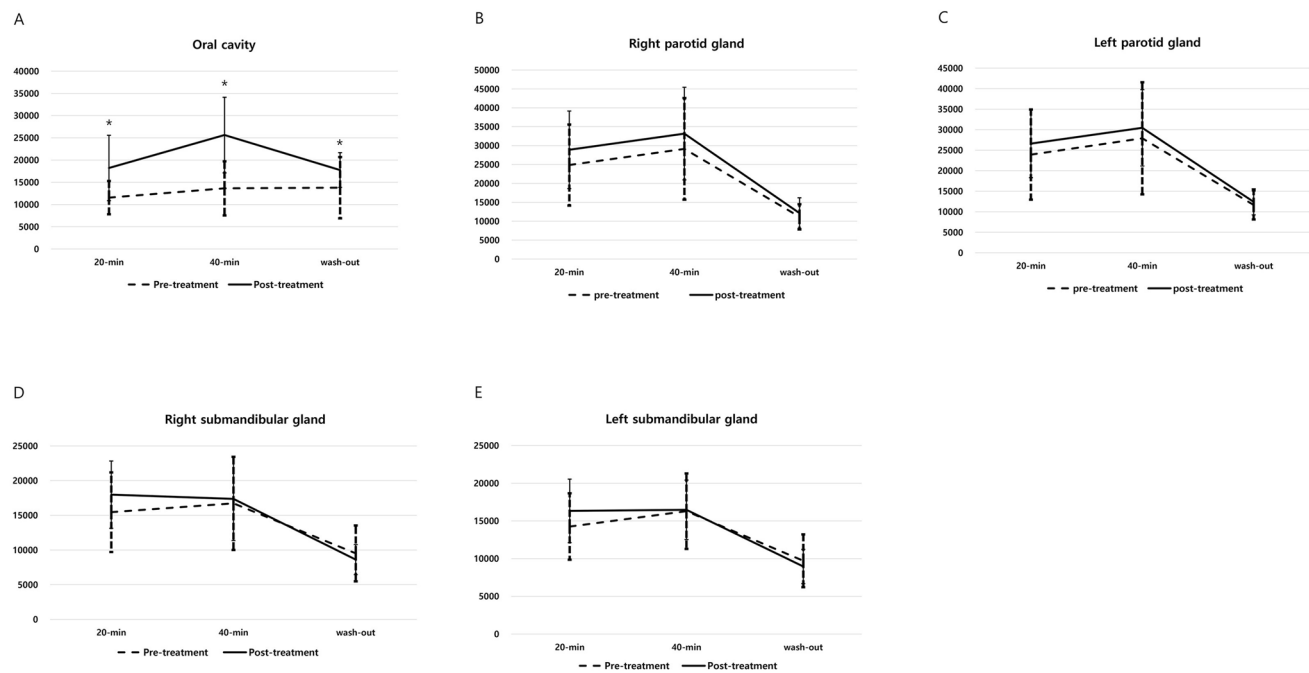 A
Oral cavity
40000
35000
30000
25000
20000
15000
10000
5000
0
*
*
*
20-min 40-min wash-out
Pre-treatment Post-treatment
B
Right parotid gland
50000
45000
40000
35000
30000
25000
20000
15000
10000
5000
0
20-min 40-min wash-out
pre-treatment post-treatment
C
Left parotid gland
45000
40000
35000
30000
25000
20000
15000
10000
5000
0
20-min 40-min wash-out
pre-treatment post-treatment
D
Right submandibular gland
25000
20000
15000
10000
5000
0
20-min 40-min wash-out
Pre-treatment Post-treatment
E
Left submandibular gland
25000
20000
15000
10000
5000
0
20-min 40-min wash-out
Pre-treatment Post-treatment